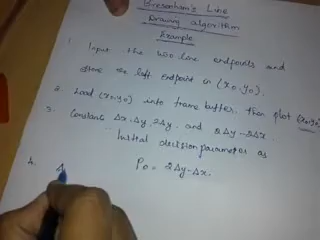 Bresenham's Line
Drawing algorithm
Example
1. Input the two line endpoints and
store the left endpoint in (x0, y0).
2. Load (x0, y0) into frame buffer, then plot (x0, y0)
3. Constants Δx, Δy, 2Δy, and 2Δy-2Δx.
Initial decision parameter as
P0 = 2Δy-Δx.
4.